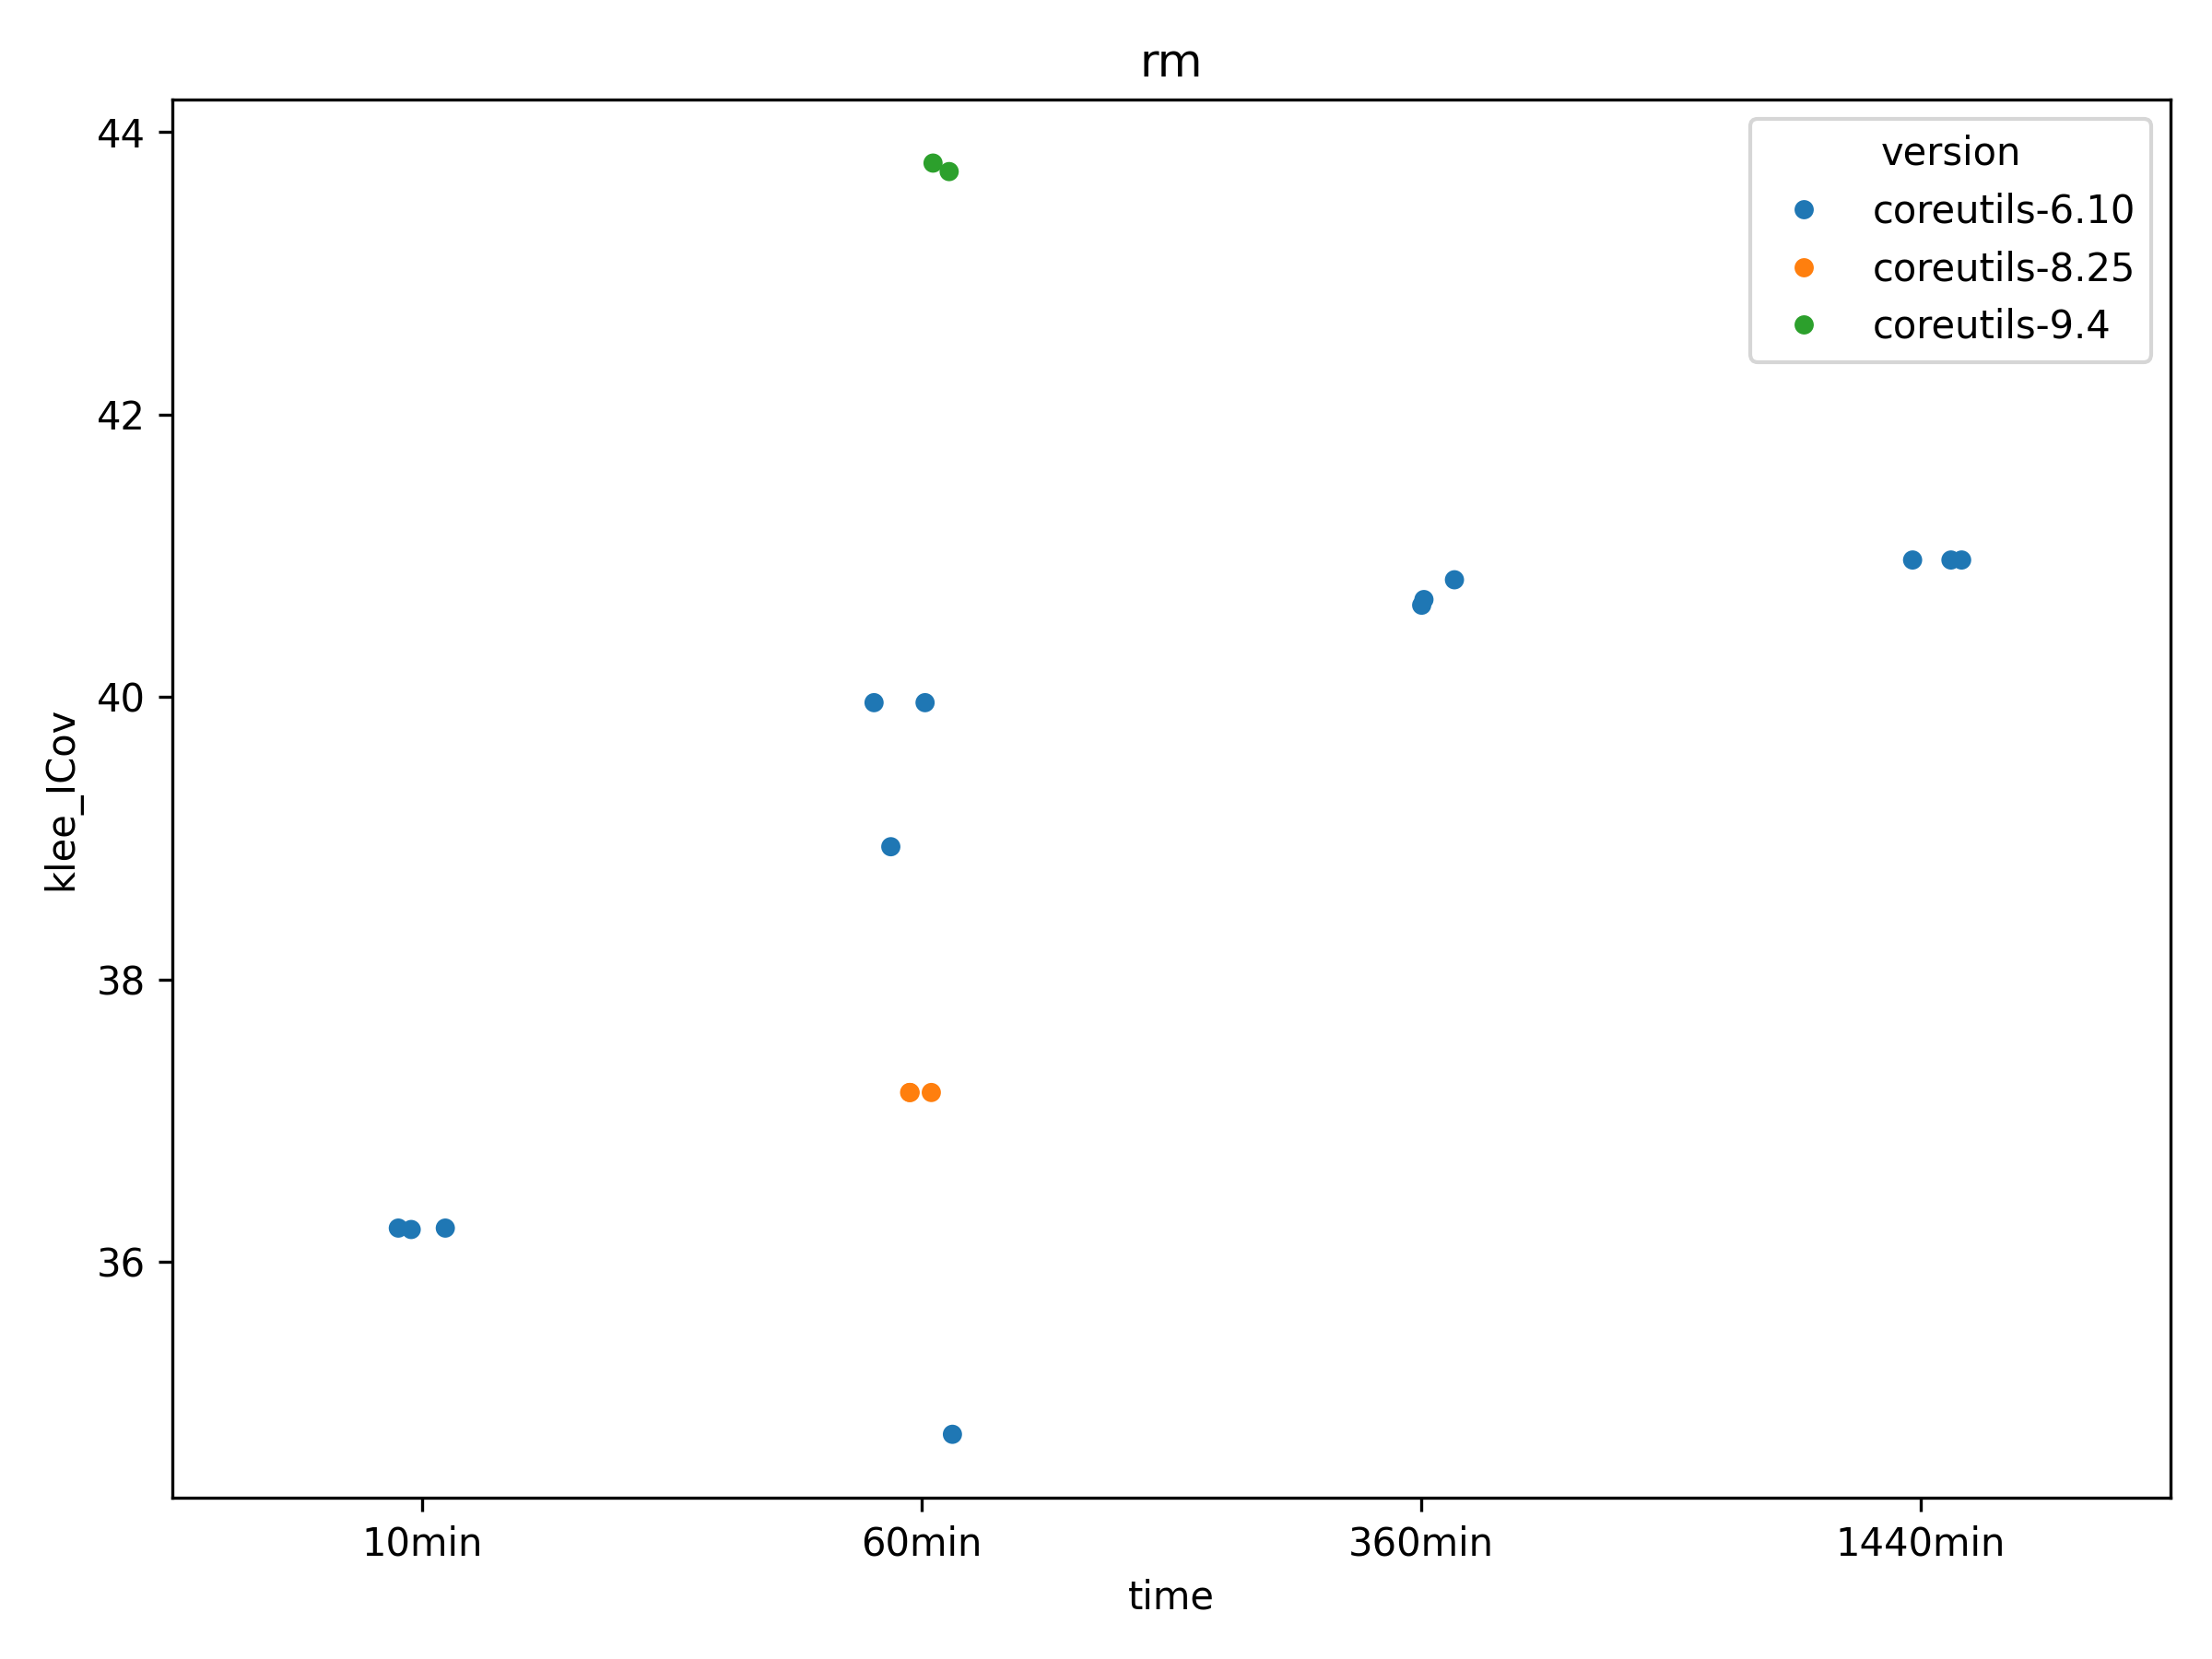 rm
version
coreutils-6.10
coreutils-8.25
coreutils-9.4
klee_ICov
44
42
40
38
36
10min
60min
360min
1440min
time